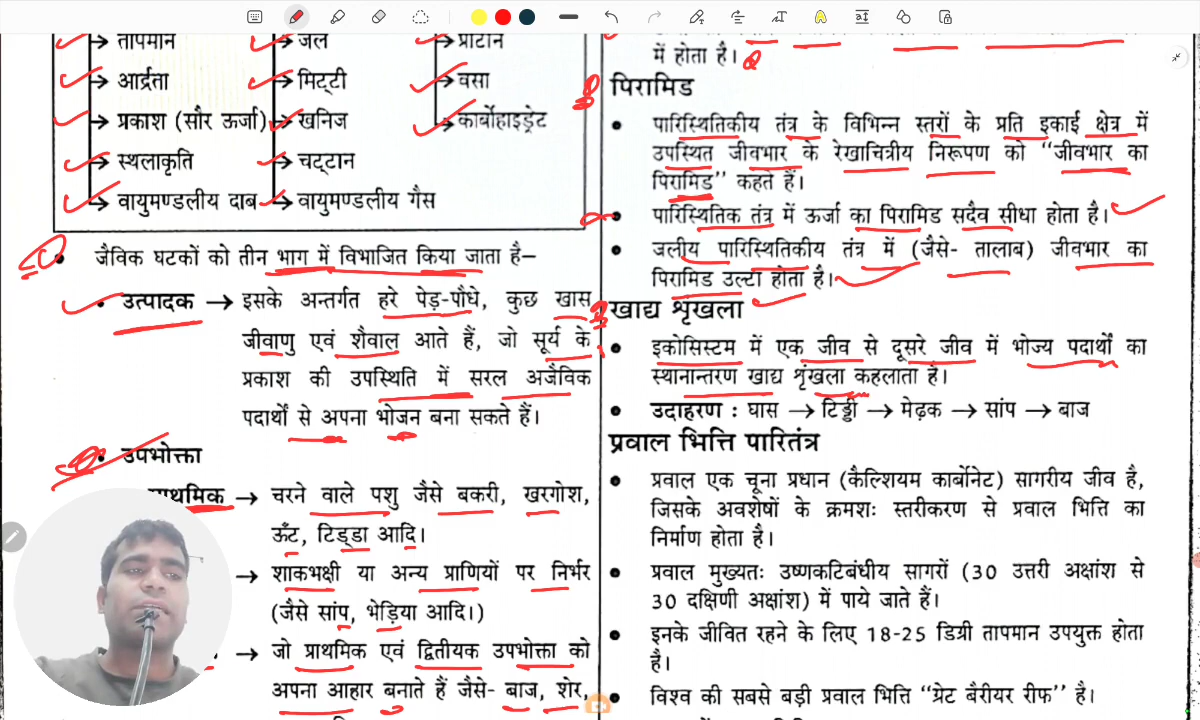 तापमान
जल
प्रोटीन
आर्द्रता
मिट्टी
वसा
प्रकाश (सौर ऊर्जा)
खनिज
कार्बोहाइड्रेट
स्थलाकृति
चट्टान
वायुमण्डलीय दाब
वायुमण्डलीय गैस
जैविक घटकों को तीन भाग में विभाजित किया जाता है–
• उत्पादक → इसके अन्तर्गत हरे पेड़-पौधे, कुछ खास
जीवाणु एवं शैवाल आते हैं, जो सूर्य के
प्रकाश की उपस्थिति में सरल अजैविक
पदार्थों से अपना भोजन बना सकते हैं।
• उपभोक्ता
प्राथमिक → चरने वाले पशु जैसे बकरी, खरगोश,
ऊँट, टिड्डा आदि।
→ शाकभक्षी या अन्य प्राणियों पर निर्भर
(जैसे सांप, भेड़िया आदि।)
→ जो प्राथमिक एवं द्वितीयक उपभोक्ता को
अपना आहार बनाते हैं जैसे- बाज, शेर,
में होता है।
पिरामिड
• पारिस्थितिकीय तंत्र के विभिन्न स्तरों के प्रति इकाई क्षेत्र में
उपस्थित जीवभार के रेखाचित्रीय निरूपण को “जीवभार का
पिरामिड” कहते हैं।
• पारिस्थितिक तंत्र में ऊर्जा का पिरामिड सदैव सीधा होता है।
• जलीय पारिस्थितिकीय तंत्र में (जैसे- तालाब) जीवभार का
पिरामिड उल्टा होता है।
खाद्य शृंखला
• इकोसिस्टम में एक जीव से दूसरे जीव में भोज्य पदार्थों का
स्थानान्तरण खाद्य शृंखला कहलाता है।
• उदाहरण : घास → टिड्डी → मेढ़क → सांप → बाज
प्रवाल भित्ति पारितंत्र
• प्रवाल एक चूना प्रधान (कैल्शियम कार्बोनेट) सागरीय जीव है,
जिसके अवशेषों के क्रमशः स्तरीकरण से प्रवाल भित्ति का
निर्माण होता है।
• प्रवाल मुख्यतः उष्णकटिबंधीय सागरों (30 उत्तरी अक्षांश से
30 दक्षिणी अक्षांश) में पाये जाते हैं।
• इनके जीवित रहने के लिए 18-25 डिग्री तापमान उपयुक्त होता
है।
• विश्व की सबसे बड़ी प्रवाल भित्ति “ग्रेट बैरीयर रीफ” है।